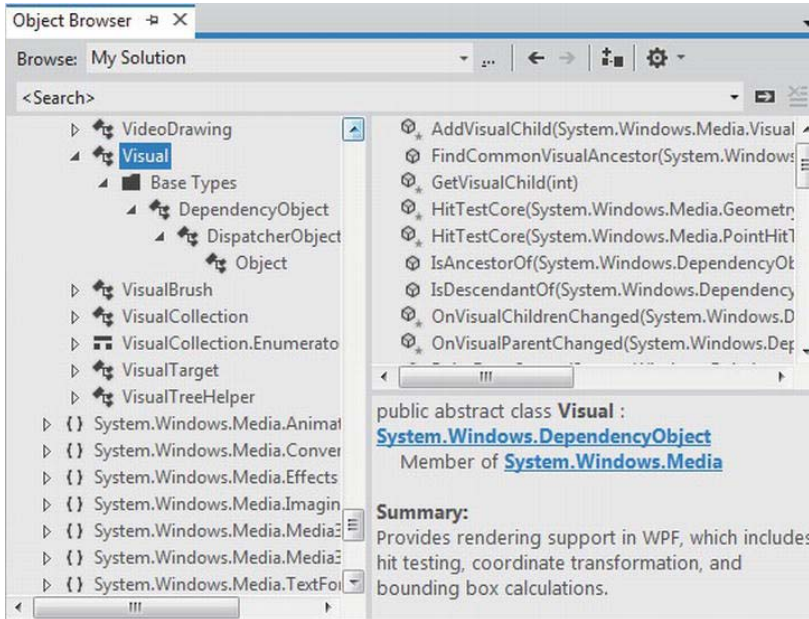 Object Browser
Browse: My Solution
...
<Search>
VideoDrawing
Visual
Base Types
DependencyObject
DispatcherObject
Object
VisualBrush
VisualCollection
VisualCollection.Enumerato
VisualTarget
VisualTreeHelper
{} System.Windows.Media.Animat
{} System.Windows.Media.Conver
{} System.Windows.Media.Effects
{} System.Windows.Media.Imagin
{} System.Windows.Media.Media3
{} System.Windows.Media.Media3
{} System.Windows.Media.TextFor
AddVisualChild(System.Windows.Media.Visual
FindCommonVisualAncestor(System.Windows
GetVisualChild(int)
HitTestCore(System.Windows.Media.Geometry
HitTestCore(System.Windows.Media.PointHitT
IsAncestorOf(System.Windows.DependencyOb
IsDescendantOf(System.Windows.Dependency
OnVisualChildrenChanged(System.Windows.D
OnVisualParentChanged(System.Windows.Dep
public abstract class Visual :
System.Windows.DependencyObject
Member of System.Windows.Media
Summary:
Provides rendering support in WPF, which includes
hit testing, coordinate transformation, and
bounding box calculations.